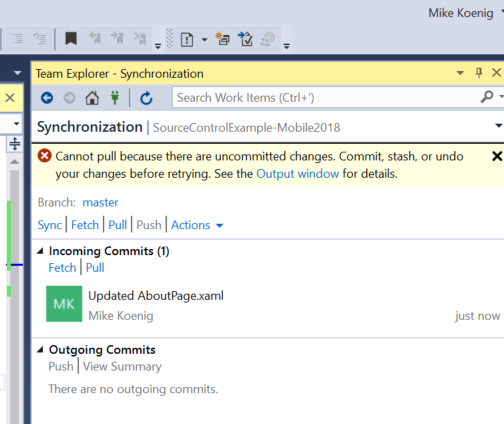 Mike Koenig
Team Explorer - Synchronization
Search Work Items (Ctrl+')
Synchronization | SourceControlExample-Mobile2018
Cannot pull because there are uncommitted changes. Commit, stash, or undo
your changes before retrying. See the Output window for details.
Branch: master
Sync | Fetch | Pull | Push | Actions
Incoming Commits (1)
Fetch | Pull
MK
Updated AboutPage.xaml
Mike Koenig just now
Outgoing Commits
Push | View Summary
There are no outgoing commits.